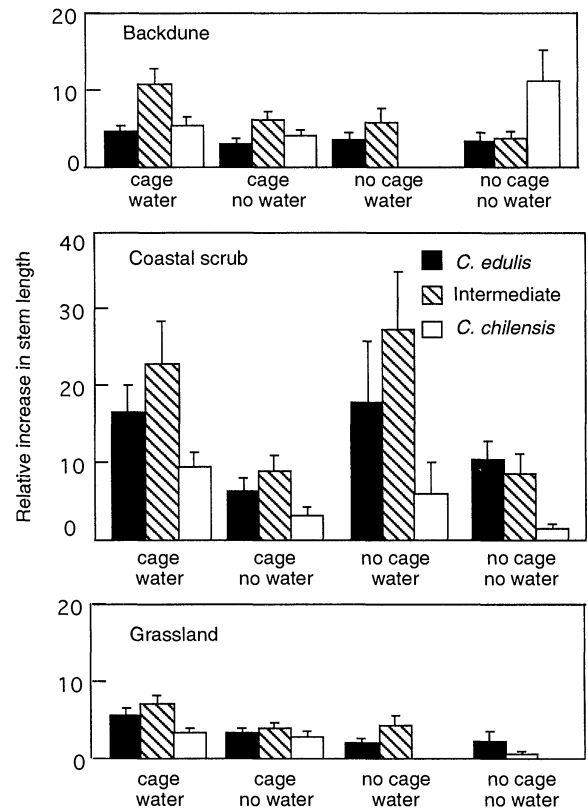 20
Backdune
10
0
cage
water
cage
no water
no cage
water
no cage
no water
Relative increase in stem length
40
Coastal scrub
C. edulis
Intermediate
C. chilensis
30
20
10
0
cage
water
cage
no water
no cage
water
no cage
no water
20
Grassland
10
0
cage
water
cage
no water
no cage
water
no cage
no water